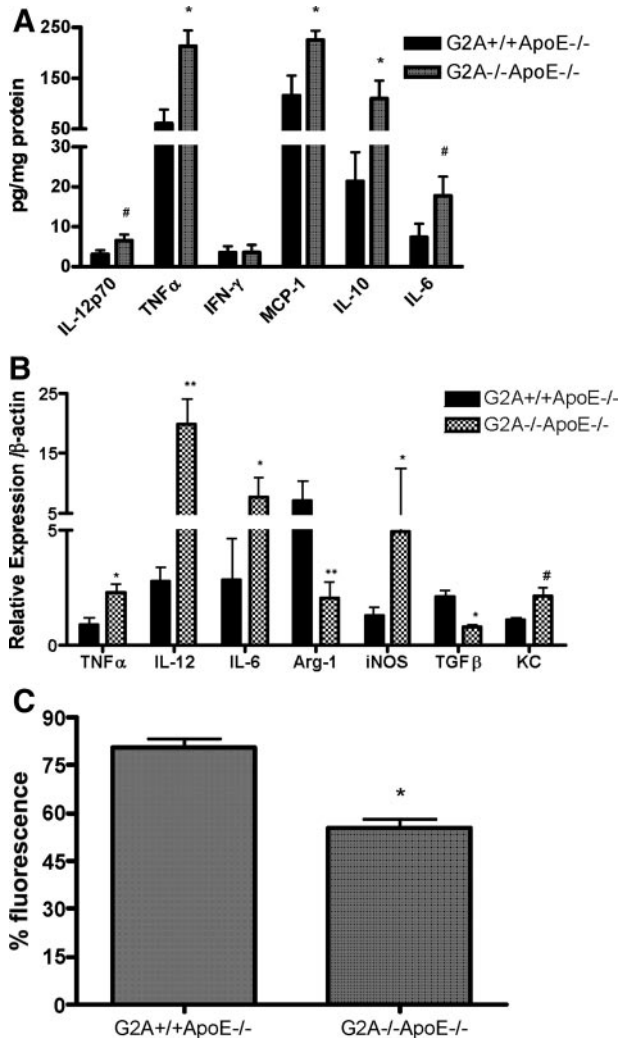 A
G2A+/+ApoE-/-
G2A-/-ApoE-/-
pg/mg protein
250
150
50
30
20
10
0
#
*
*
*
#
IL-12p70
TNFα
IFN-γ
MCP-1
IL-10
IL-6
B
G2A+/+ApoE-/-
G2A-/-ApoE-/-
Relative Expression /β-actin
25
15
5
5
0
*
**
*
**
*
*
#
TNFα IL-12 IL-6 Arg-1 iNOS TGFβ KC
C
% fluorescence
90
75
60
45
30
15
0
*
G2A+/+ApoE-/- G2A-/-ApoE-/-